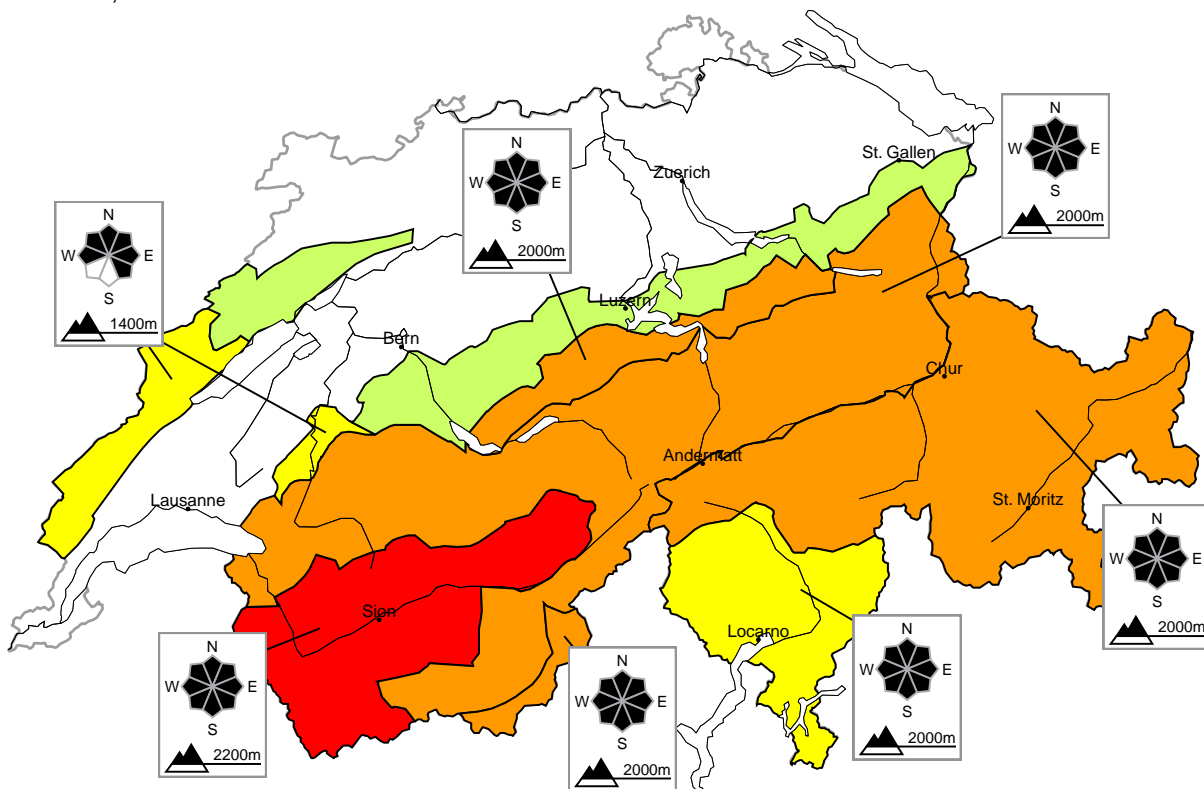 N
W E
S
2000m
N
W E
S
2000m
N
W E
S
1400m
St. Gallen
Zuerich
Luzern
Bern
Chur
Andermatt
Lausanne
St. Moritz
Sion
Locarno
N
W E
S
2000m
N
W E
S
2000m
N
W E
S
2200m
N
W E
S
2000m